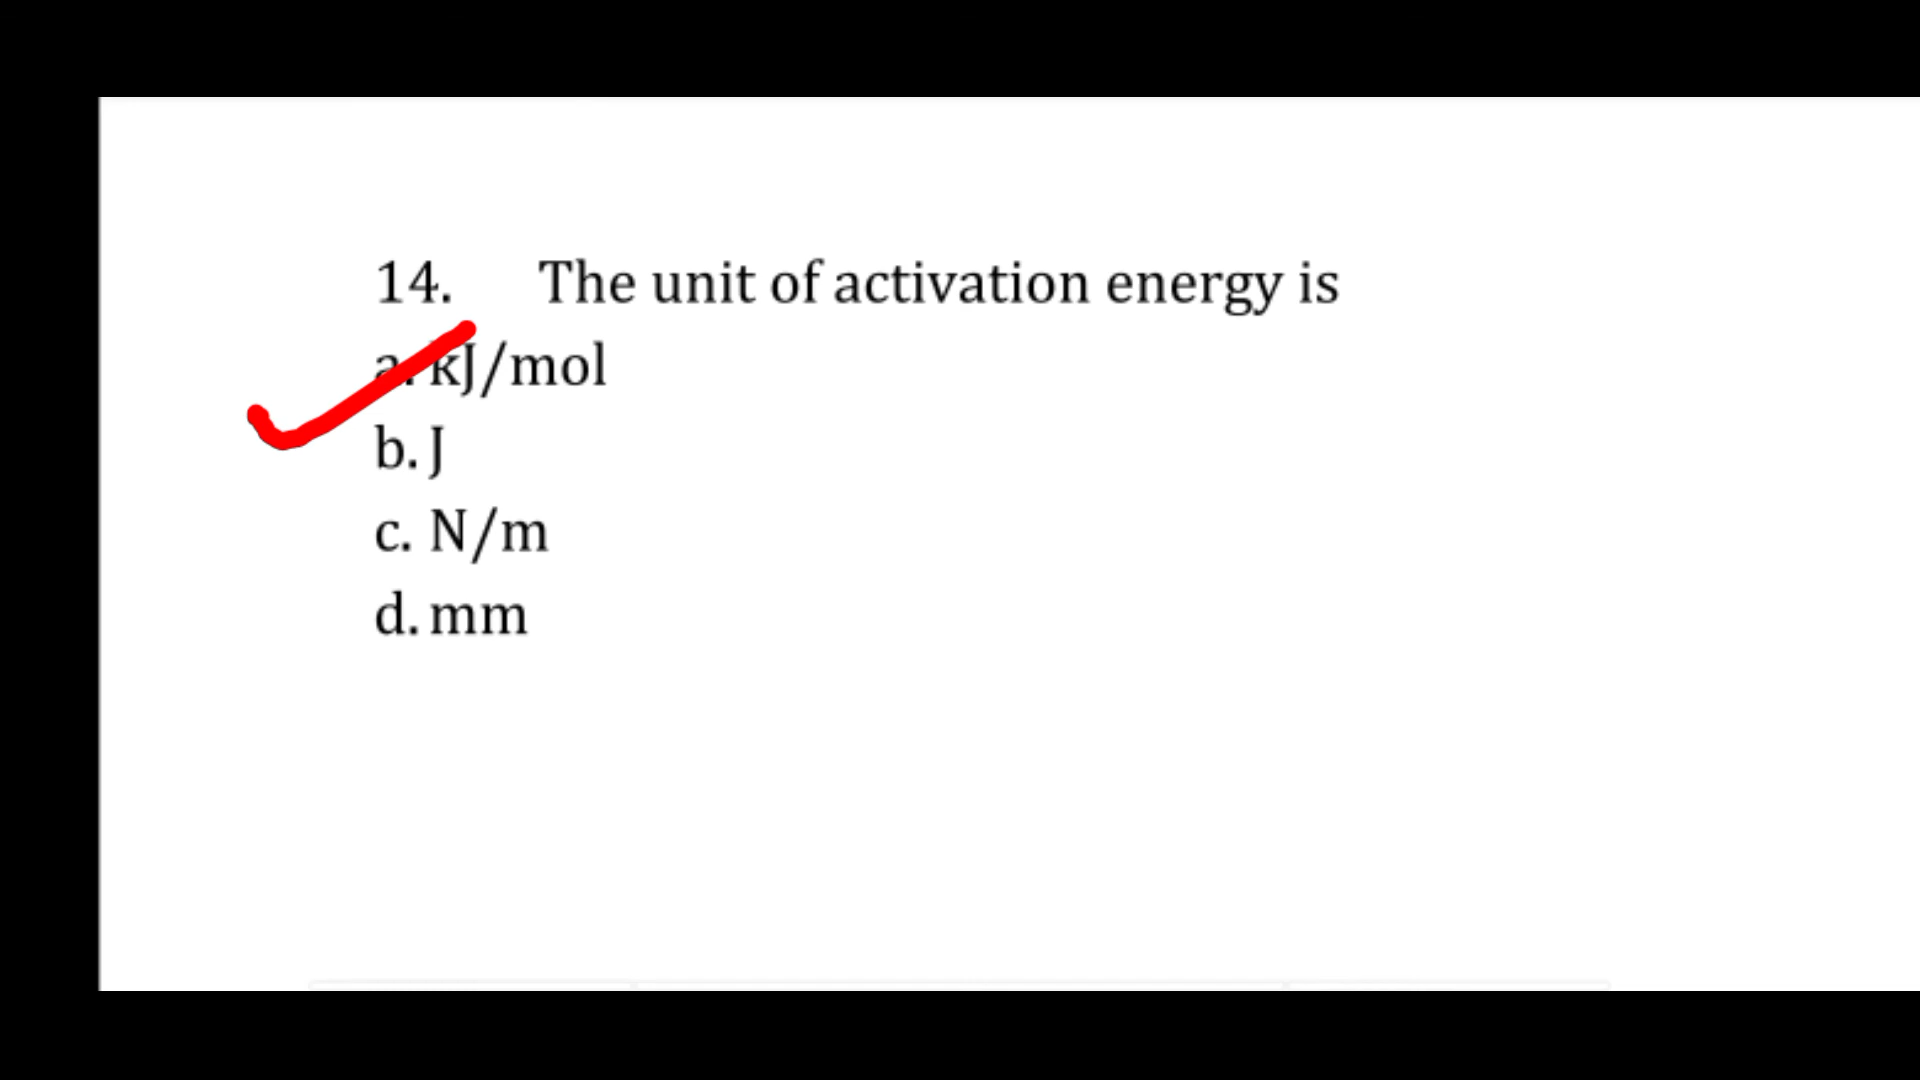 14. The unit of activation energy is
a. kJ/mol
b. J
c. N/m
d. mm